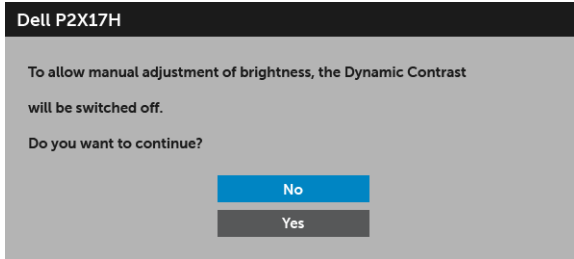 Dell P2X17H
To allow manual adjustment of brightness, the Dynamic Contrast
will be switched off.
Do you want to continue?
No
Yes